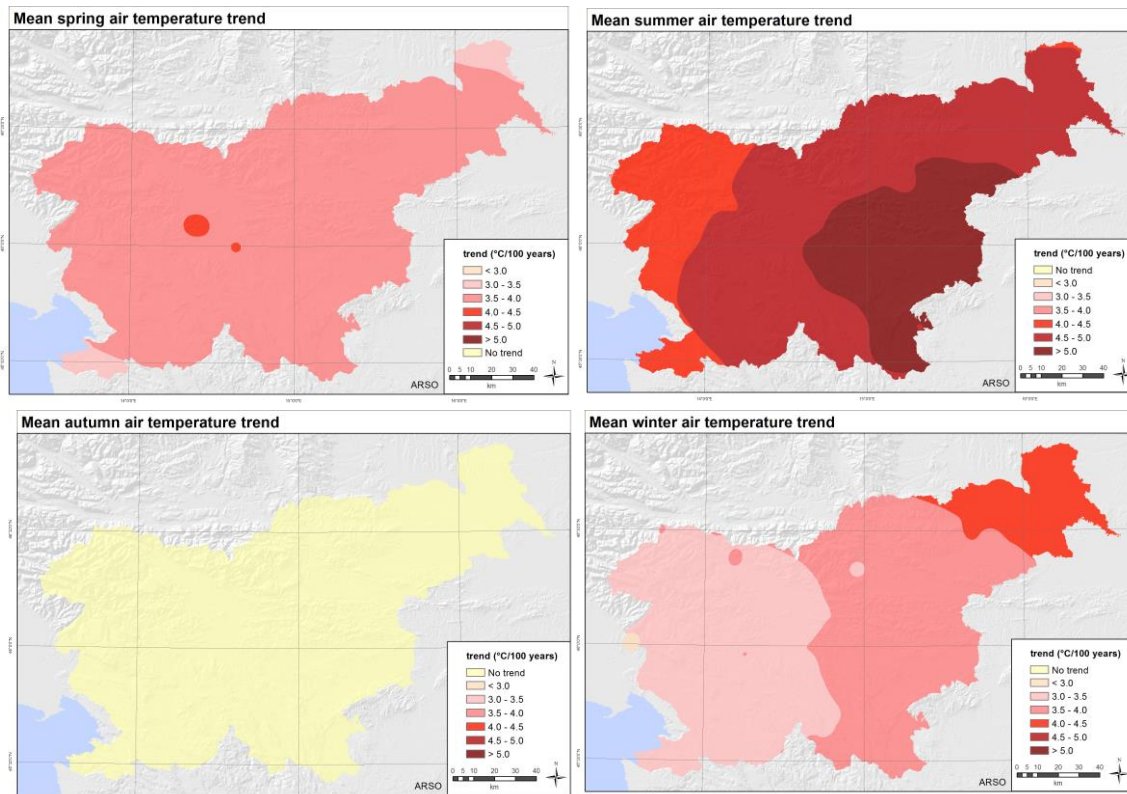 Mean spring air temperature trend
trend (°C/100 years)
< 3.0
3.0 - 3.5
3.5 - 4.0
4.0 - 4.5
4.5 - 5.0
> 5.0
No trend
0 5 10 20 30 40
km
N
ARSO
Mean summer air temperature trend
trend (°C/100 years)
No trend
< 3.0
3.0 - 3.5
3.5 - 4.0
4.0 - 4.5
4.5 - 5.0
> 5.0
0 5 10 20 30 40
km
N
ARSO
Mean autumn air temperature trend
trend (°C/100 years)
No trend
< 3.0
3.0 - 3.5
3.5 - 4.0
4.0 - 4.5
4.5 - 5.0
> 5.0
0 5 10 20 30 40
km
N
ARSO
Mean winter air temperature trend
trend (°C/100 years)
No trend
< 3.0
3.0 - 3.5
3.5 - 4.0
4.0 - 4.5
4.5 - 5.0
> 5.0
0 5 10 20 30 40
km
N
ARSO